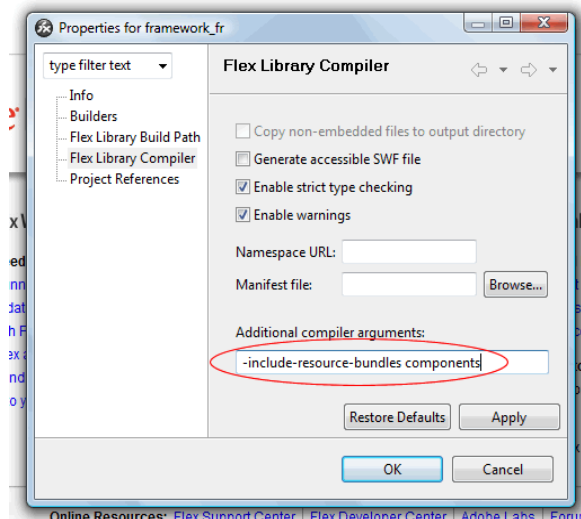 Properties for framework_fr
type filter text
Info
Builders
Flex Library Build Path
Flex Library Compiler
Project References
Flex Library Compiler
Copy non-embedded files to output directory
Generate accessible SWF file
Enable strict type checking
Enable warnings
Namespace URL:
Manifest file:
Browse...
Additional compiler arguments:
-include-resource-bundles components
Restore Defaults
Apply
OK
Cancel
Online Resources: Flex Support Center | Flex Developer Center | Adobe Labs